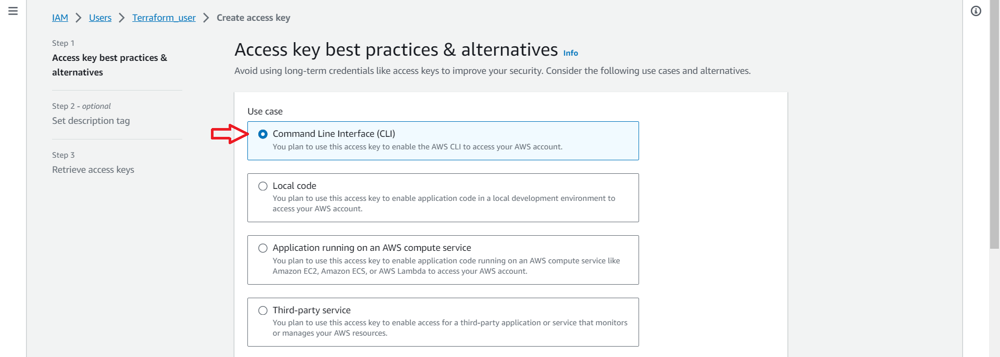 IAM > Users > Terraform_user > Create access key
Step 1
Access key best practices &
alternatives
Step 2 - optional
Set description tag
Step 3
Retrieve access keys
Access key best practices & alternatives Info
Avoid using long-term credentials like access keys to improve your security. Consider the following use cases and alternatives.
Use case
Command Line Interface (CLI)
You plan to use this access key to enable the AWS CLI to access your AWS account.
Local code
You plan to use this access key to enable application code in a local development environment to
access your AWS account.
Application running on an AWS compute service
You plan to use this access key to enable application code running on an AWS compute service like
Amazon EC2, Amazon ECS, or AWS Lambda to access your AWS account.
Third-party service
You plan to use this access key to enable access for a third-party application or service that monitors
or manages your AWS resources.